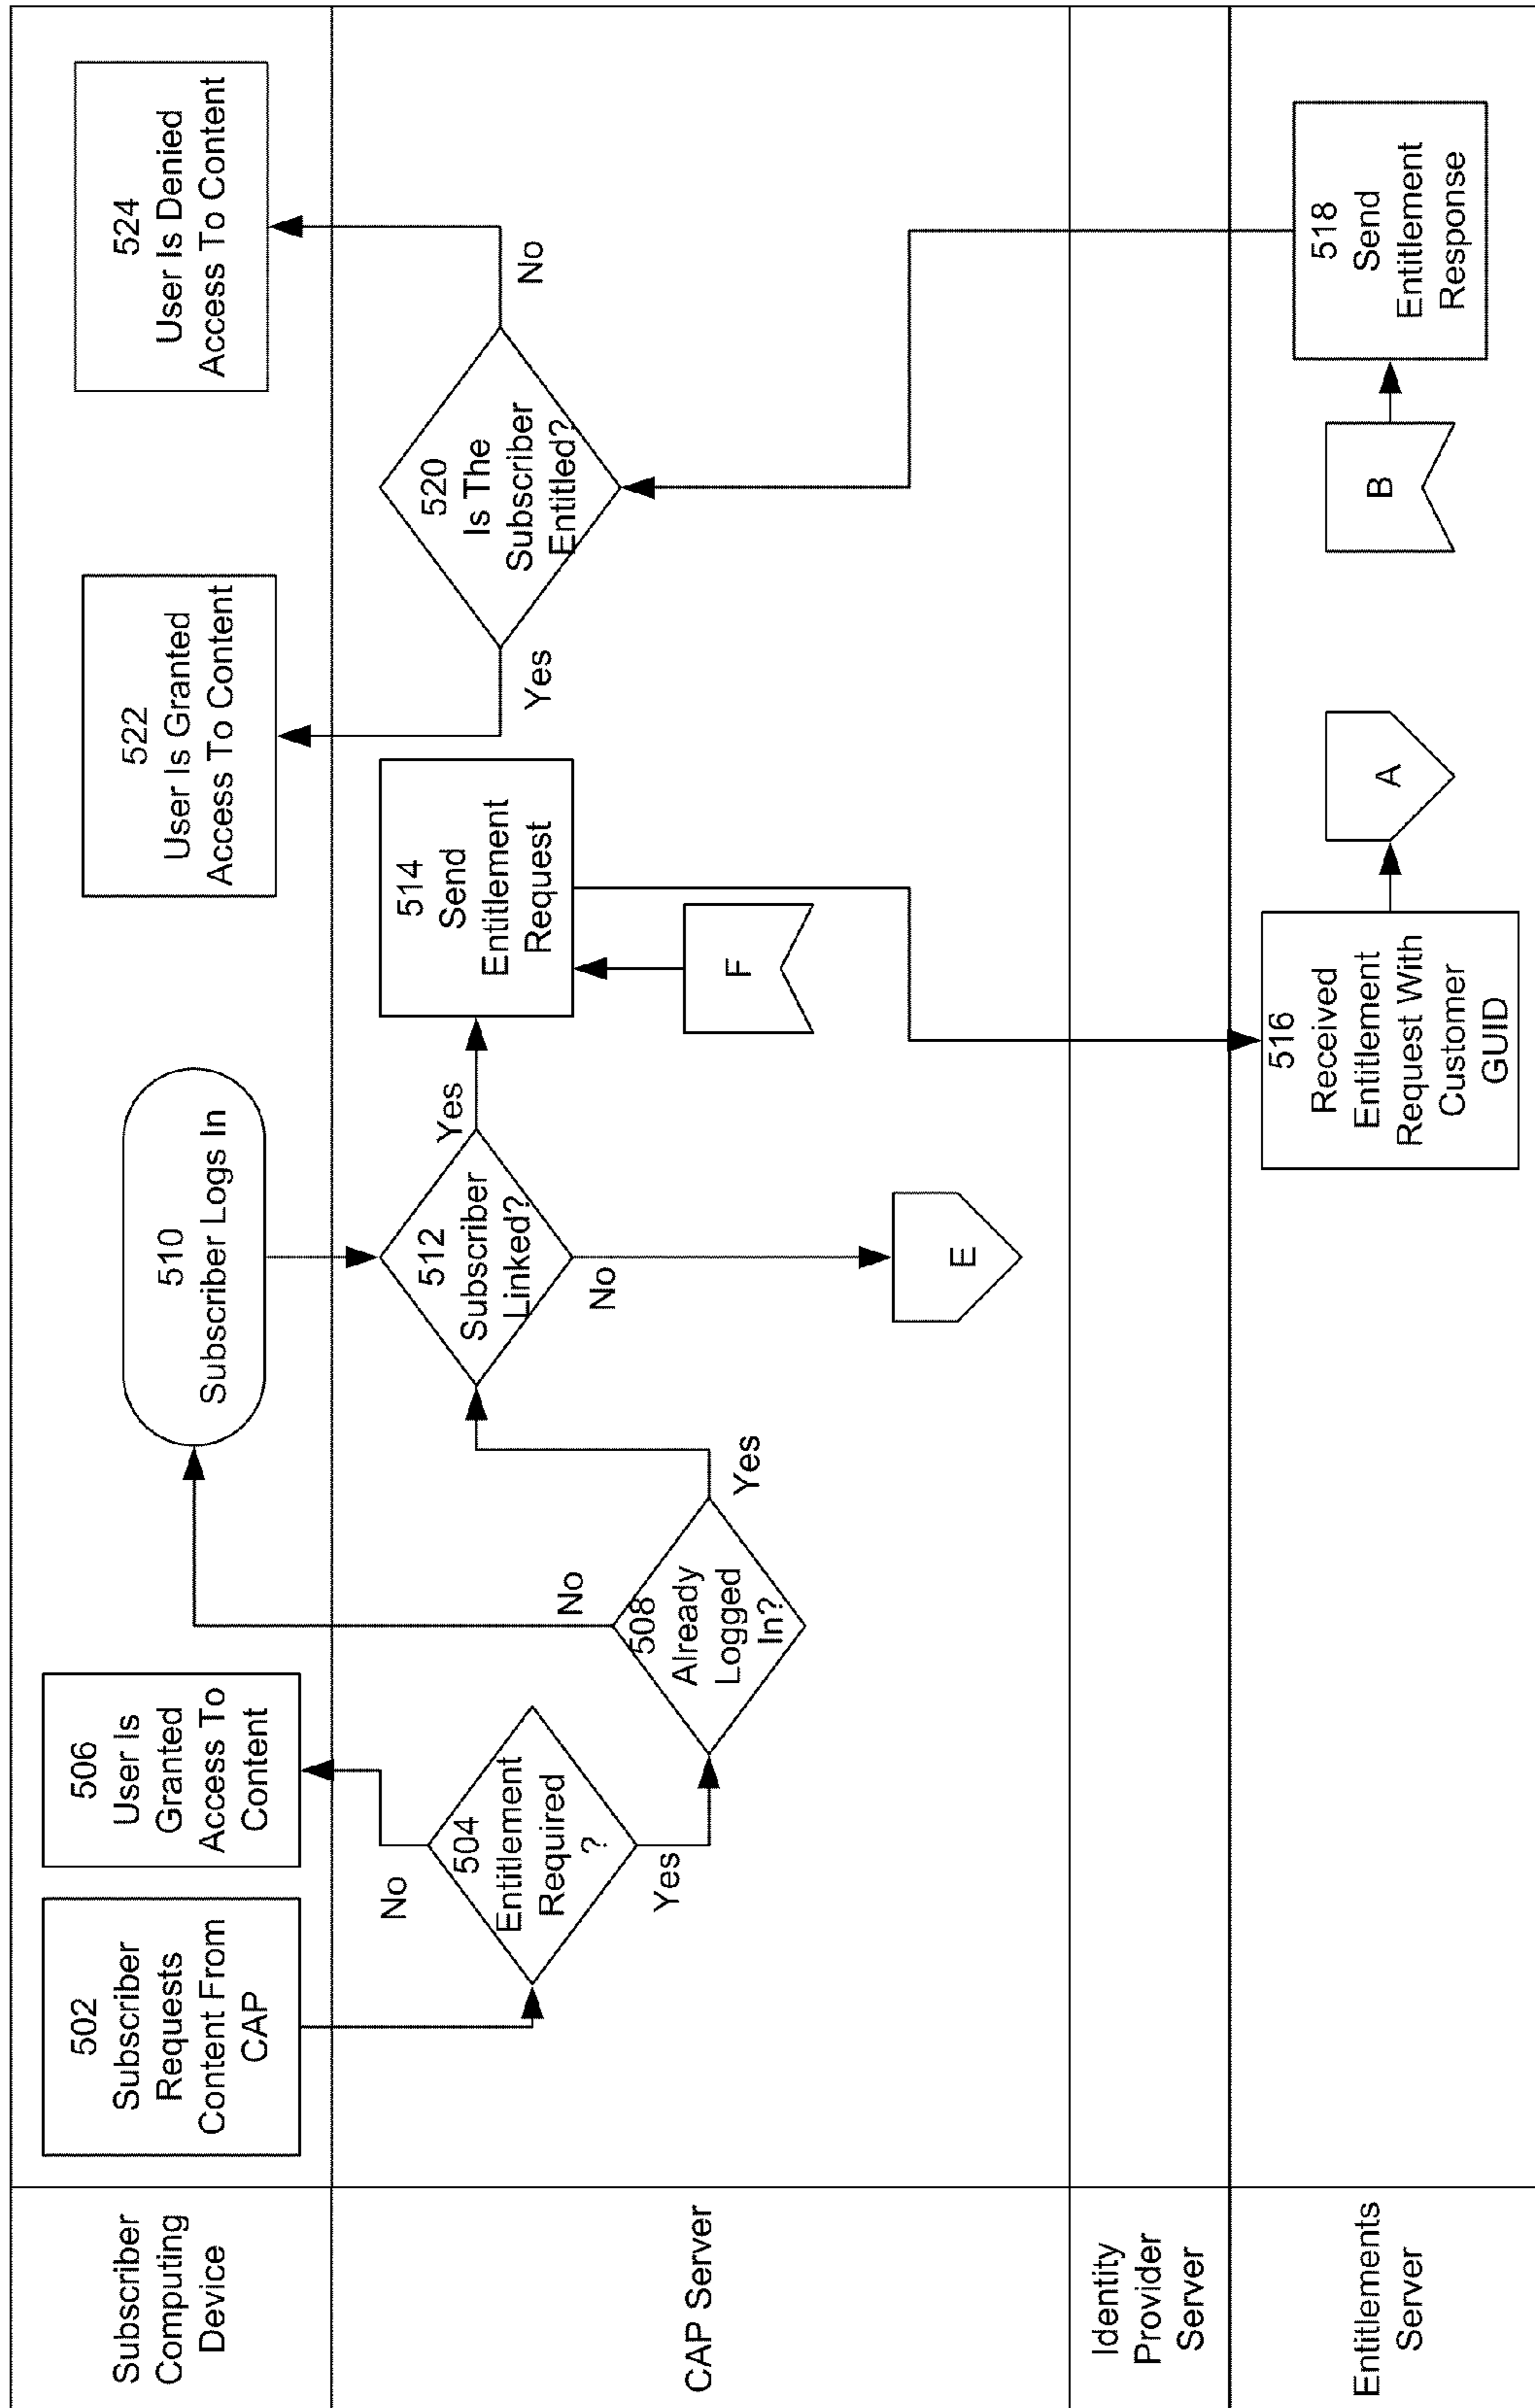 Subscriber
Computing
Device
502
Subscriber
Requests
Content From
CAP
506
User Is
Granted
Access To
Content
510
Subscriber Logs In
522
User Is Granted
Access To Content
524
User Is Denied
Access To Content
CAP Server
504
Entitlement
Required
?
No
Yes
508
Already
Logged
In?
No
Yes
512
Subscriber
Linked?
Yes
No
E
514
Send
Entitlement
Request
F
520
Is The
Subscriber
Entitled?
Yes
No
Identity
Provider
Server
Entitlements
Server
516
Received
Entitlement
Request With
Customer
GUID
A
B
518
Send
Entitlement
Response